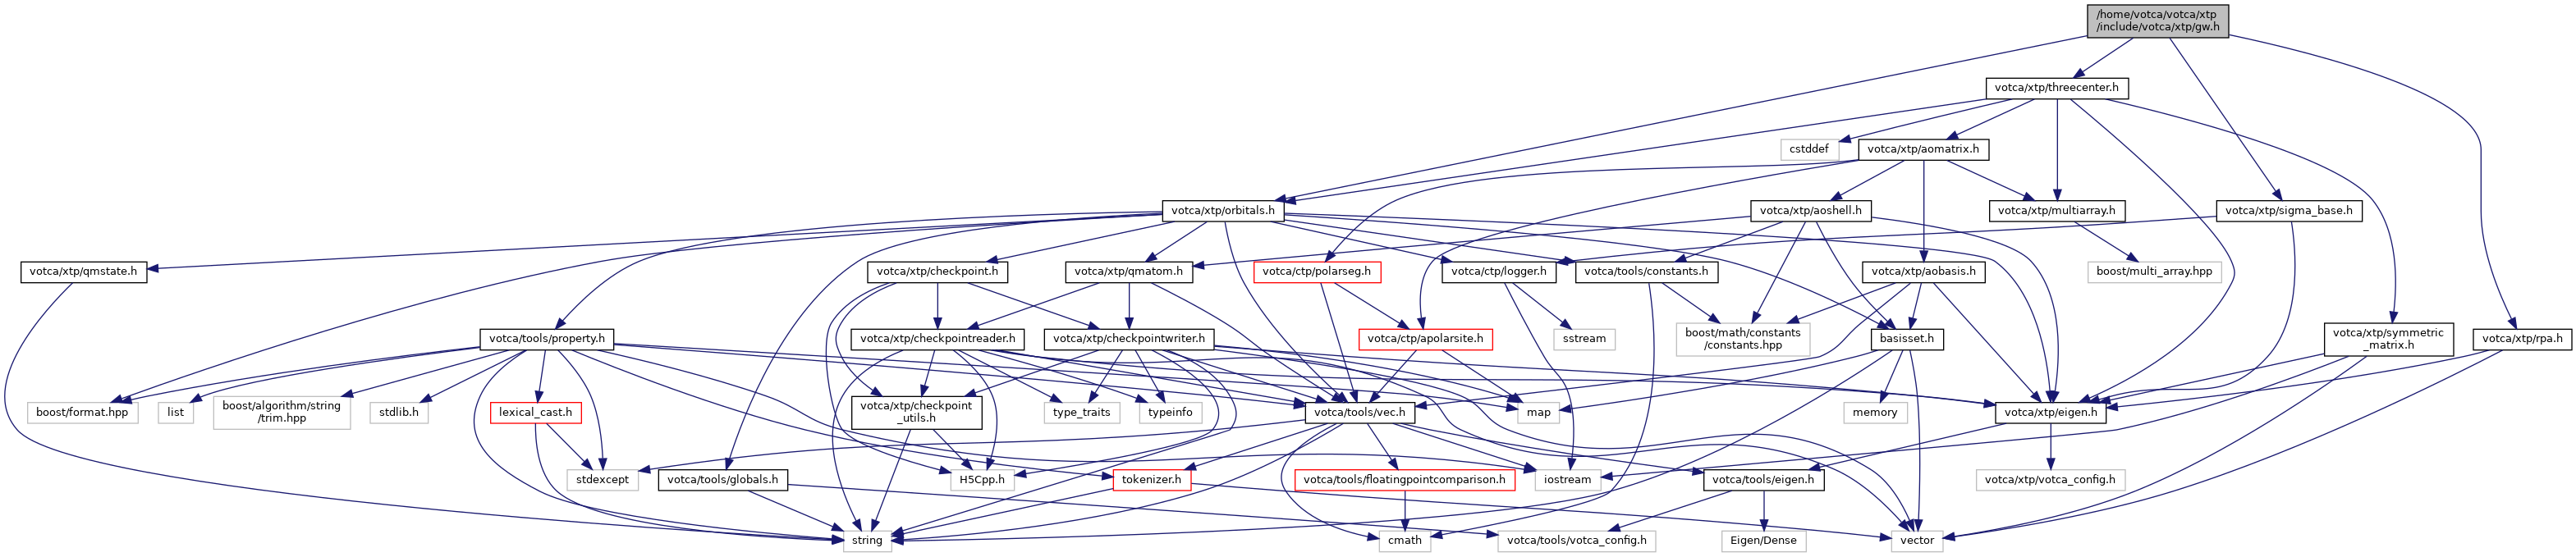 /home/votca/votca/xtp
/include/votca/xtp/gw.h
votca/xtp/threecenter.h
cstddef
votca/xtp/aomatrix.h
votca/xtp/orbitals.h
votca/xtp/aoshell.h
votca/xtp/multiarray.h
votca/xtp/sigma_base.h
votca/xtp/qmstate.h
votca/xtp/checkpoint.h
votca/xtp/qmatom.h
votca/ctp/polarseg.h
votca/ctp/logger.h
votca/tools/constants.h
votca/xtp/aobasis.h
boost/multi_array.hpp
votca/tools/property.h
votca/xtp/checkpointreader.h
votca/xtp/checkpointwriter.h
votca/ctp/apolarsite.h
sstream
boost/math/constants
/constants.hpp
basisset.h
votca/xtp/symmetric
_matrix.h
votca/xtp/rpa.h
boost/format.hpp
list
boost/algorithm/string
/trim.hpp
stdlib.h
lexical_cast.h
votca/xtp/checkpoint
_utils.h
type_traits
typeinfo
votca/tools/vec.h
map
memory
votca/xtp/eigen.h
stdexcept
votca/tools/globals.h
H5Cpp.h
tokenizer.h
votca/tools/floatingpointcomparison.h
iostream
votca/tools/eigen.h
votca/xtp/votca_config.h
string
cmath
votca/tools/votca_config.h
Eigen/Dense
vector